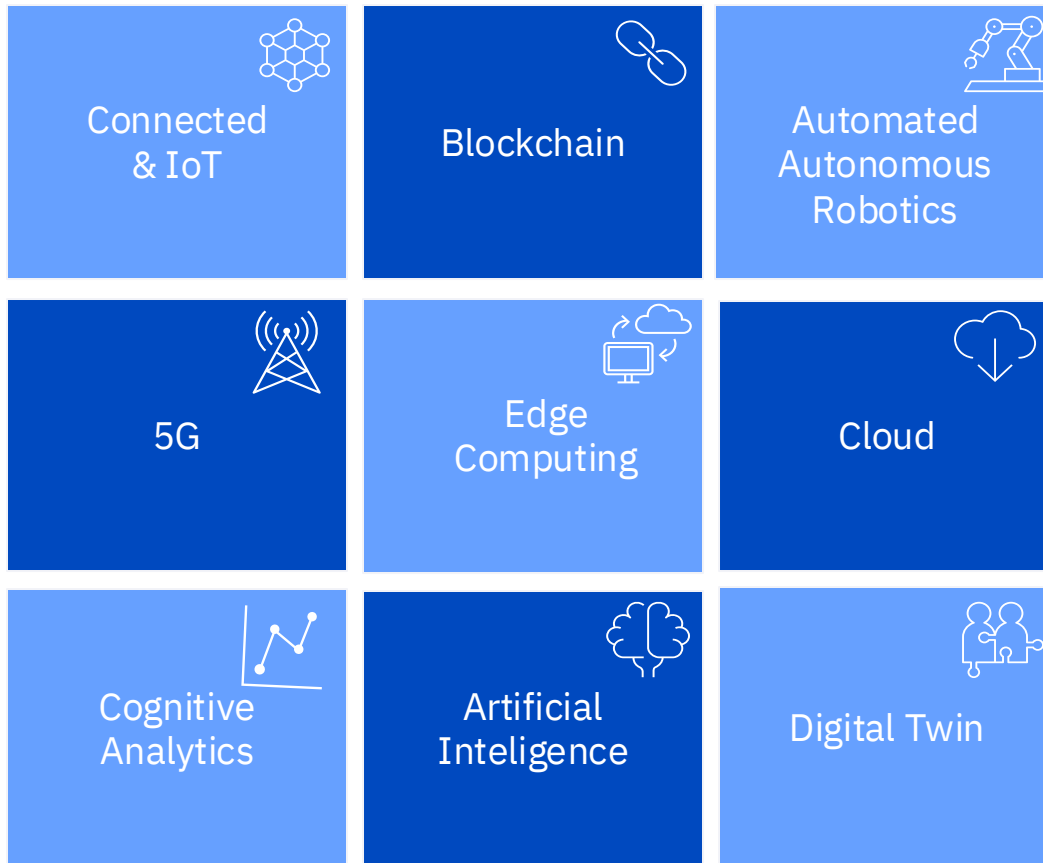 Connected
& IoT
Blockchain
Automated
Autonomous
Robotics
5G
Edge
Computing
Cloud
Cognitive
Analytics
Artificial
Inteligence
Digital Twin